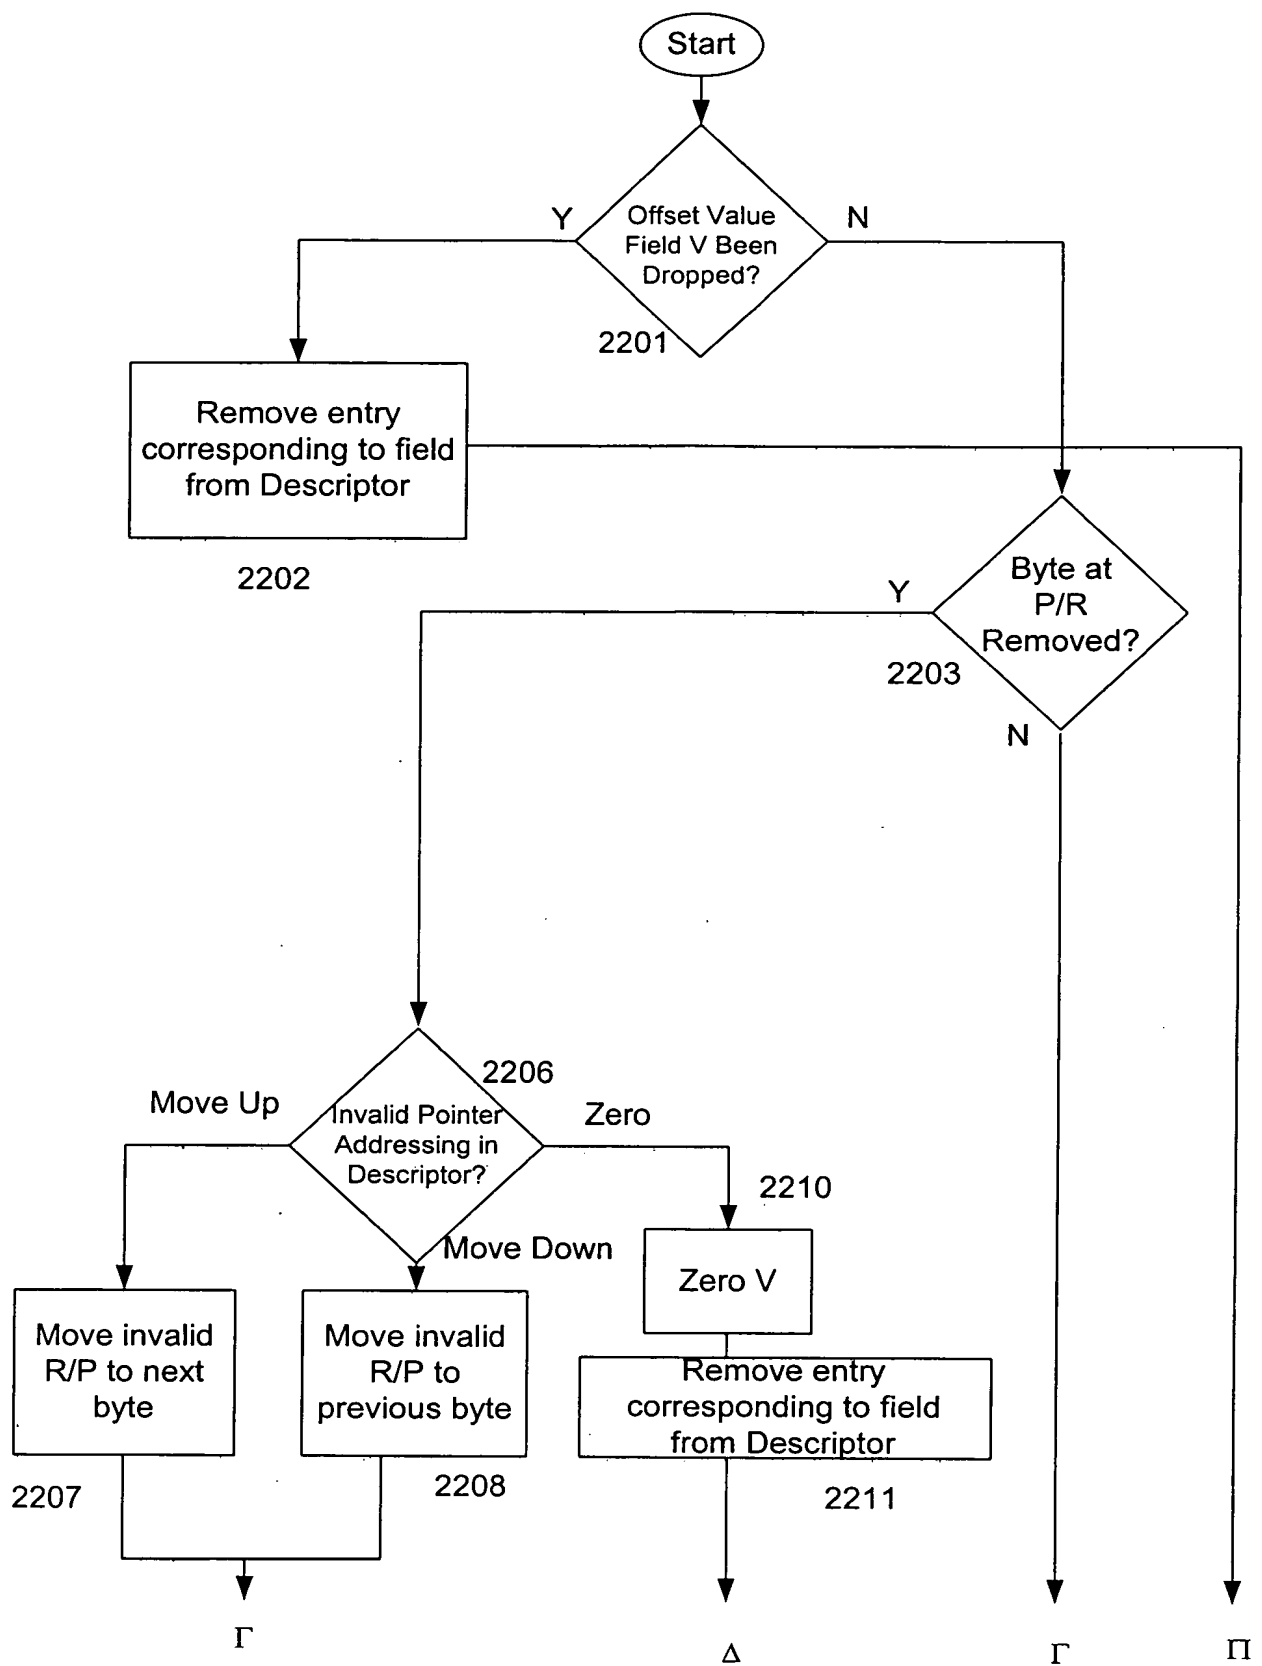 Start
Y
Offset Value
Field V Been
Dropped?
N
2201
Remove entry
corresponding to field
from Descriptor
2202
Y
Byte at
P/R
Removed?
2203
N
2206
Move Up
Invalid Pointer
Addressing in
Descriptor?
Zero
2210
Move Down
Zero V
Move invalid
R/P to next
byte
Move invalid
R/P to
previous byte
Remove entry
corresponding to field
from Descriptor
2207
2208
2211
Γ
Δ
Γ
Π